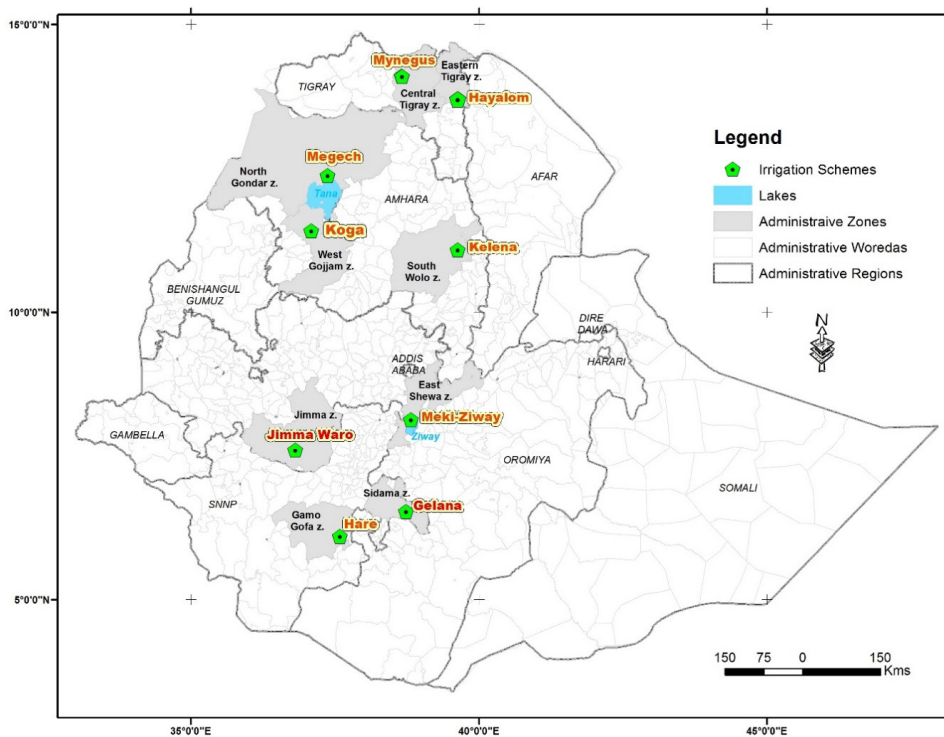 15°0'0"N
10°0'0"N
5°0'0"N
35°0'0"E
40°0'0"E
45°0'0"E
Mynegus
Eastern
Tigray z.
TIGRAY
Central
Tigray z.
Hayalom
Megech
North
Gondar z.
Tana
AMHARA
AFAR
Koga
West
Gojjam z.
Kelena
South
Wolo z.
BENISHANGUL
GUMUZ
DIRE
DAWA
HARARI
ADDIS
ABABA
East
Shewa z.
Jimma z.
Meki-Ziway
Ziway
Jimma Waro
GAMBELLA
OROMIYA
SOMALI
SNNP
Sidama z.
Gelana
Gamo
Gofa z.
Hare
Legend
Irrigation Schemes
Lakes
Administraive Zones
Administrative Woredas
Administrative Regions
N
150 75 0 150
Kms